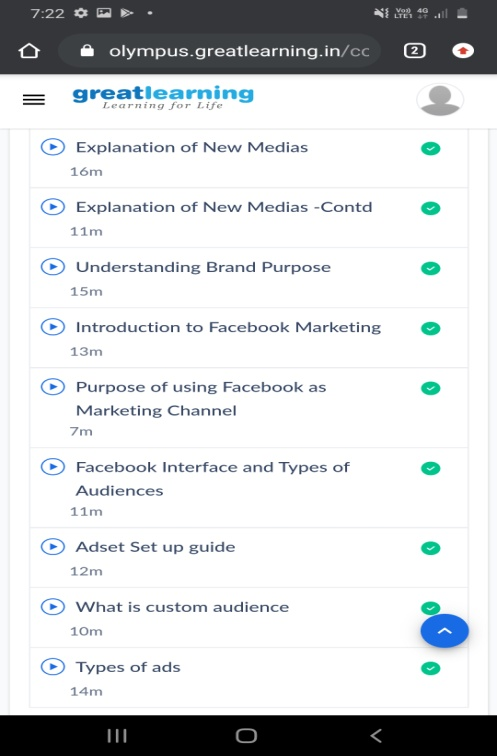 7:22
Vo)) 4G
LTE1
2
olympus.greatlearning.in/cc
greatlearning
Learning for Life
Explanation of New Medias
16m
Explanation of New Medias -Contd
11m
Understanding Brand Purpose
15m
Introduction to Facebook Marketing
13m
Purpose of using Facebook as
Marketing Channel
7m
Facebook Interface and Types of
Audiences
11m
Adset Set up guide
12m
What is custom audience
10m
Types of ads
14m